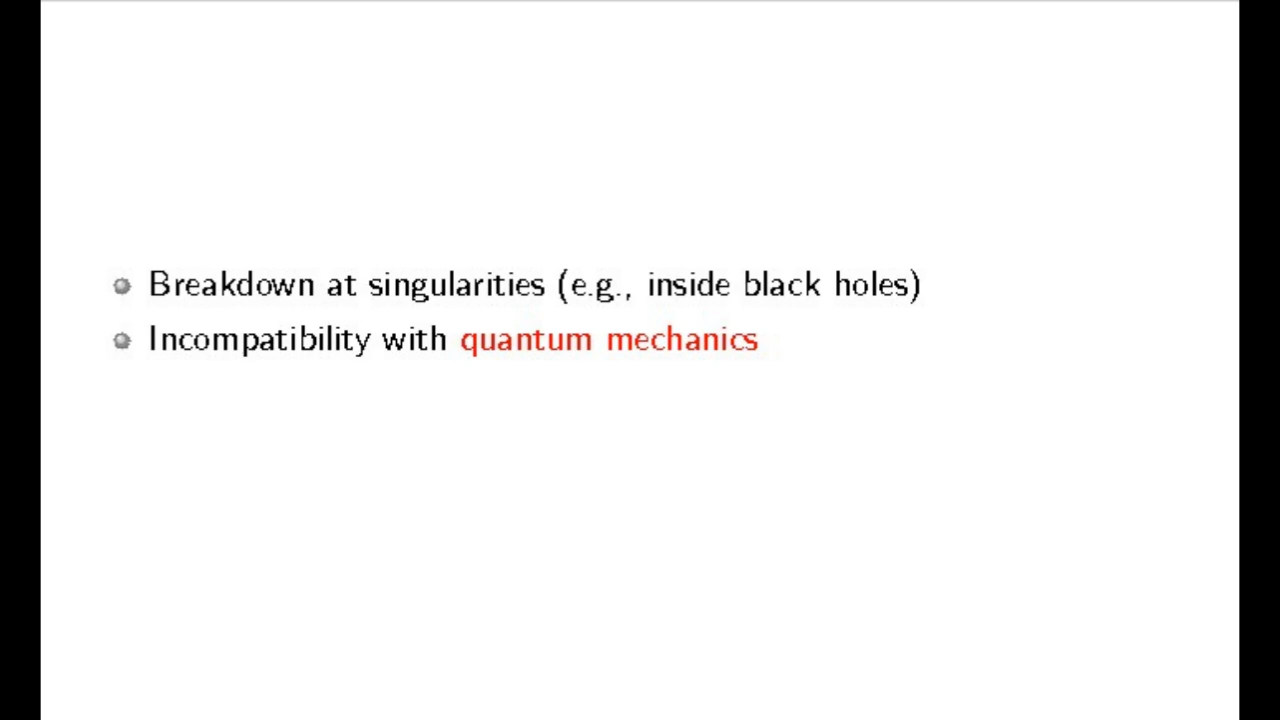 Breakdown at singularities (e.g., inside black holes)
Incompatibility with quantum mechanics